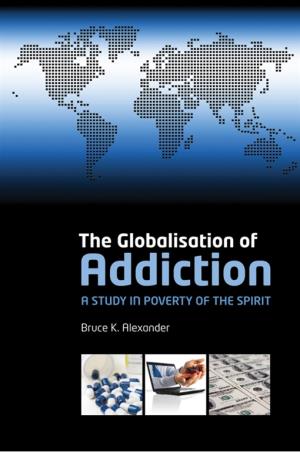 The Globalisation of
Addiction
A STUDY IN POVERTY OF THE SPIRIT
Bruce K. Alexander